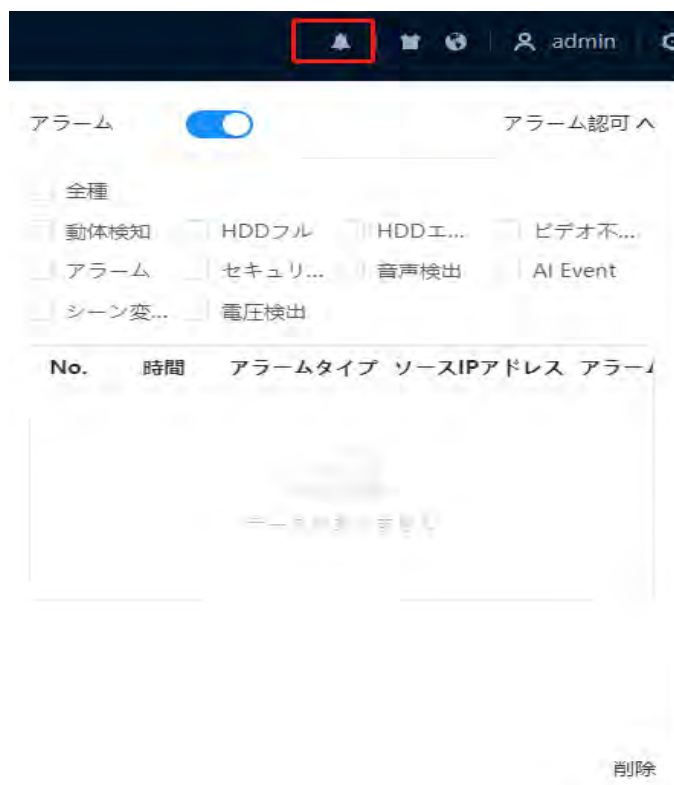 admin
アラーム アラーム認可
全種
動体検知 HDDフル HDDエ... ビデオ不...
アラーム セキュリ... 音声検出 AI Event
シーン変... 電圧検出
No. 時間 アラームタイプ ソースIPアドレス アラー
削除